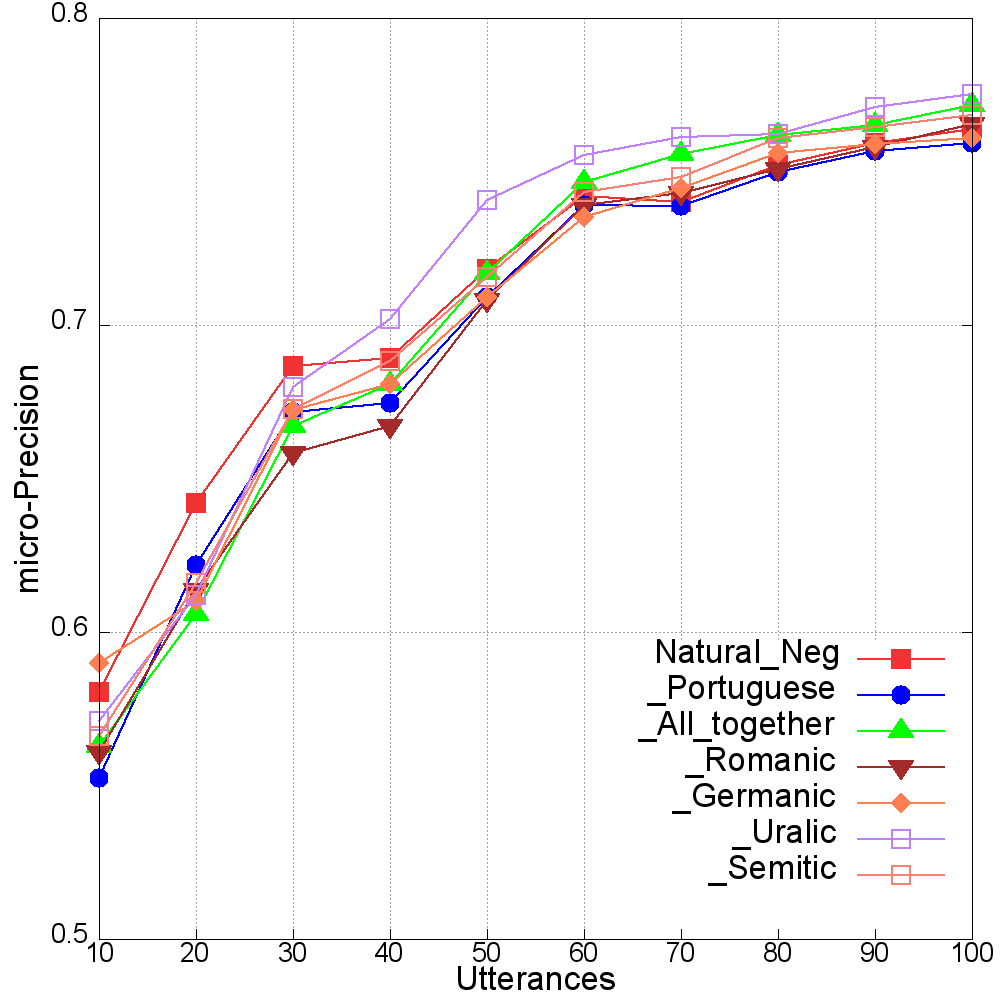 0.8
0.7
0.6
0.5
micro-Precision
Natural_Neg
_Portuguese
_All_together
_Romanic
_Germanic
_Uralic
_Semitic
10 20 30 40 50 60 70 80 90 100
Utterances